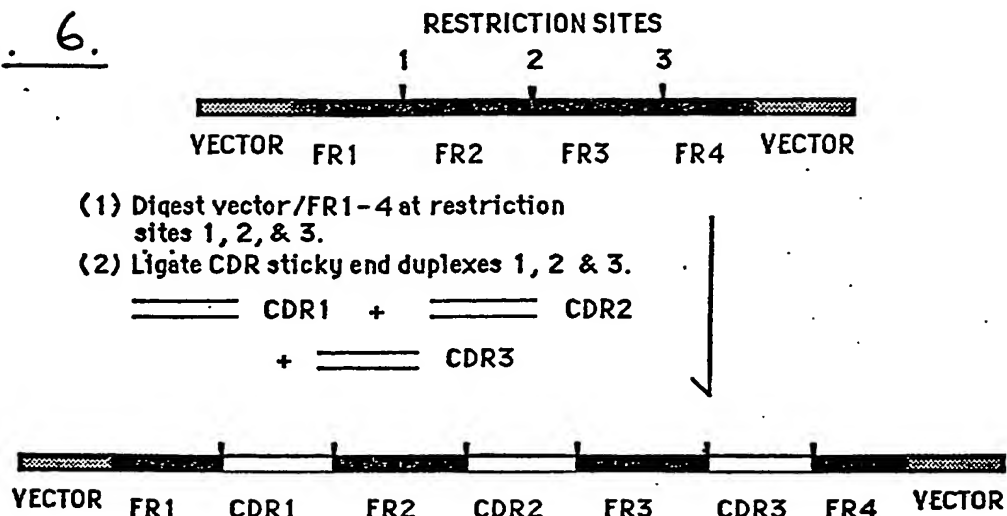 . 6.
RESTRICTION SITES
1 2 3
VECTOR FR1 FR2 FR3 FR4 VECTOR
(1) Digest vector/FR1-4 at restriction
sites 1, 2, & 3.
(2) Ligate CDR sticky end duplexes 1, 2 & 3.
CDR1 + CDR2
+ CDR3
VECTOR FR1 CDR1 FR2 CDR2 FR3 CDR3 FR4 VECTOR